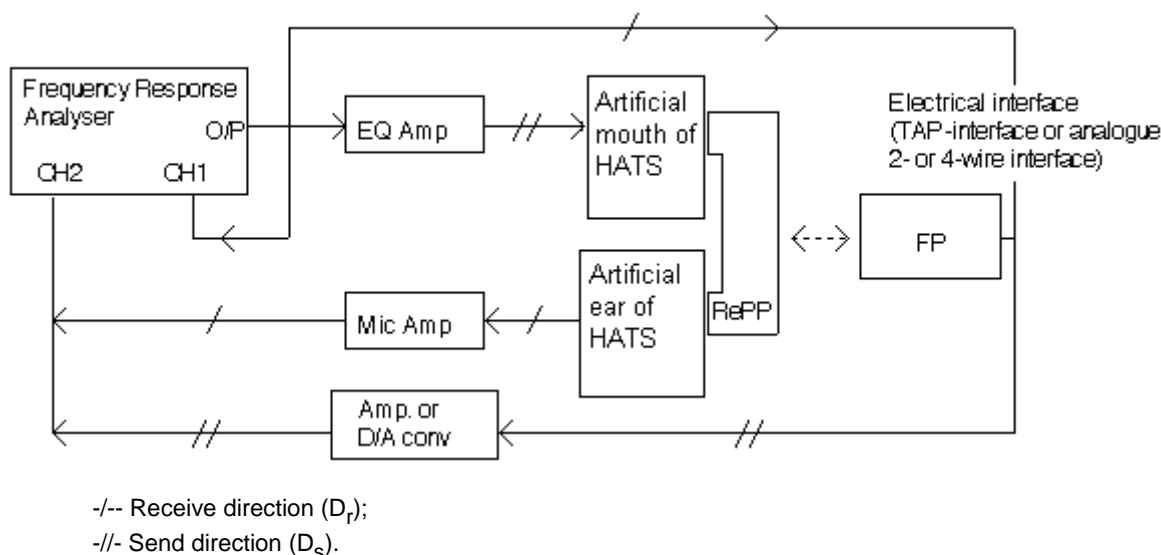 Frequency Response
Analyser
O/P
CH2
CH1
EQ Amp
Artificial
mouth of
HATS
Electrical interface
(TAP-interface or analogue
2- or 4-wire interface)
FP
Artificial
ear of
HATS
RePP
Mic Amp
Amp. or
D/A conv
-/-- Receive direction (Dr);
-//- Send direction (Ds).